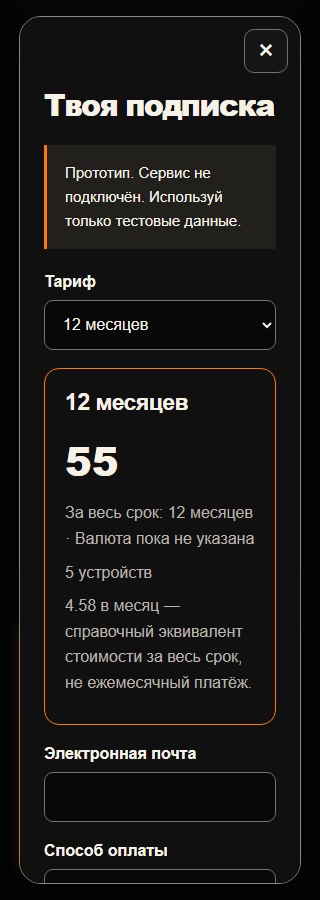 ×
Твоя подписка
Прототип. Сервис не
подключён. Используй
только тестовые данные.
Тариф
12 месяцев
12 месяцев
55
За весь срок: 12 месяцев
· Валюта пока не указана
5 устройств
4.58 в месяц —
справочный эквивалент
стоимости за весь срок,
не ежемесячный платёж.
Электронная почта
Способ оплаты